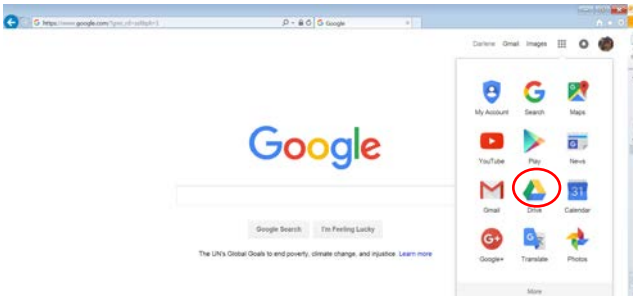 https://www.google.com/
Google
Darlene Gmail Images
My Account Search Maps
Google
YouTube Play News
31
Gmail Drive Calendar
G+
Google+ Translate Photos
Google Search I'm Feeling Lucky
The UN's Global Goals to end poverty, climate change, and injustice Learn more
More